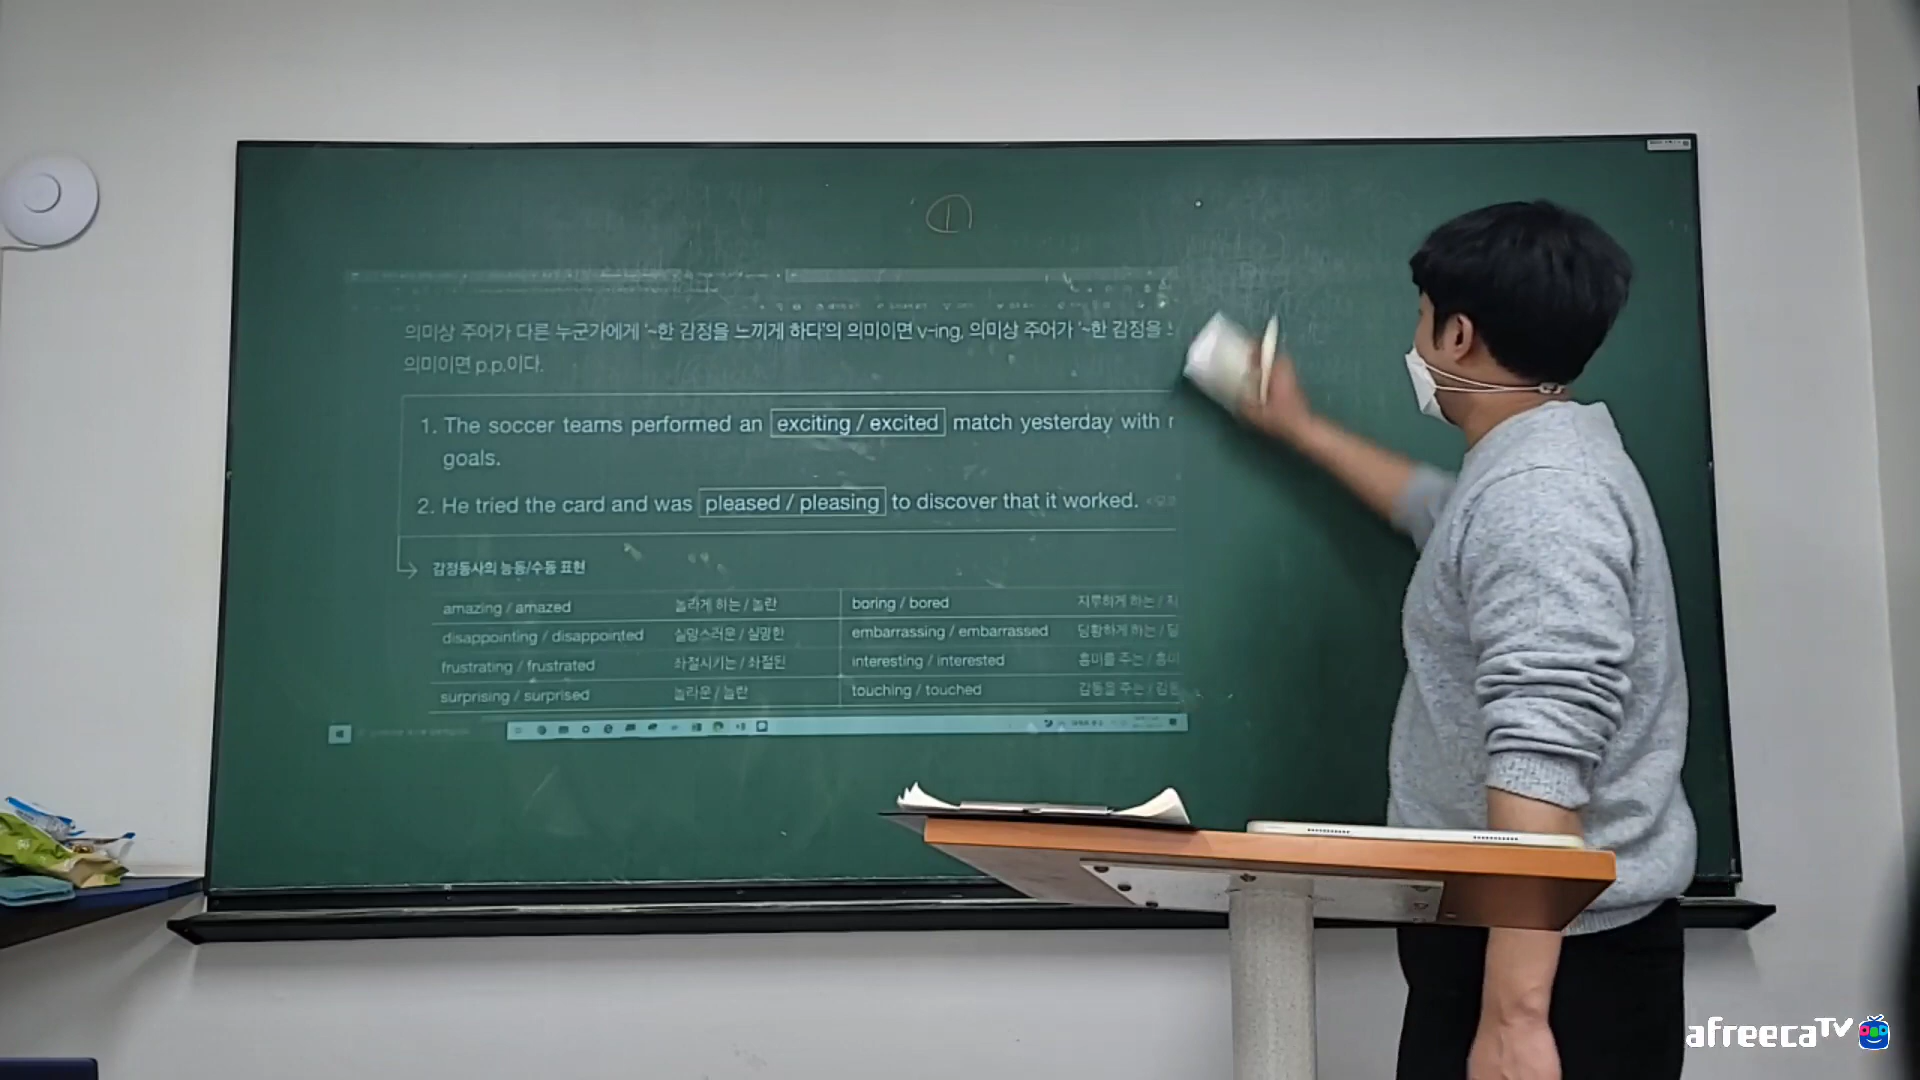 ①
의미상 주어가 다른 누군가에게 '~한 감정을 느끼게 하다'의 의미이면 v-ing, 의미상 주어가 '~한 감정을
의미이면 p.p.이다.
1. The soccer teams performed an exciting / excited match yesterday with
goals.
2. He tried the card and was pleased / pleasing to discover that it worked.
감정동사의 능동/수동 표현
amazing / amazed 놀라게 하는 / 놀란 boring / bored 지루하게 하는 /
disappointing / disappointed 실망스러운 / 실망한 embarrassing / embarrassed 당황하게 하는 /
frustrating / frustrated 좌절시키는 / 좌절된 interesting / interested 흥미를 주는 /
surprising / surprised 놀라운 / 놀란 touching / touched 감동을 주는 /
afreecaTV